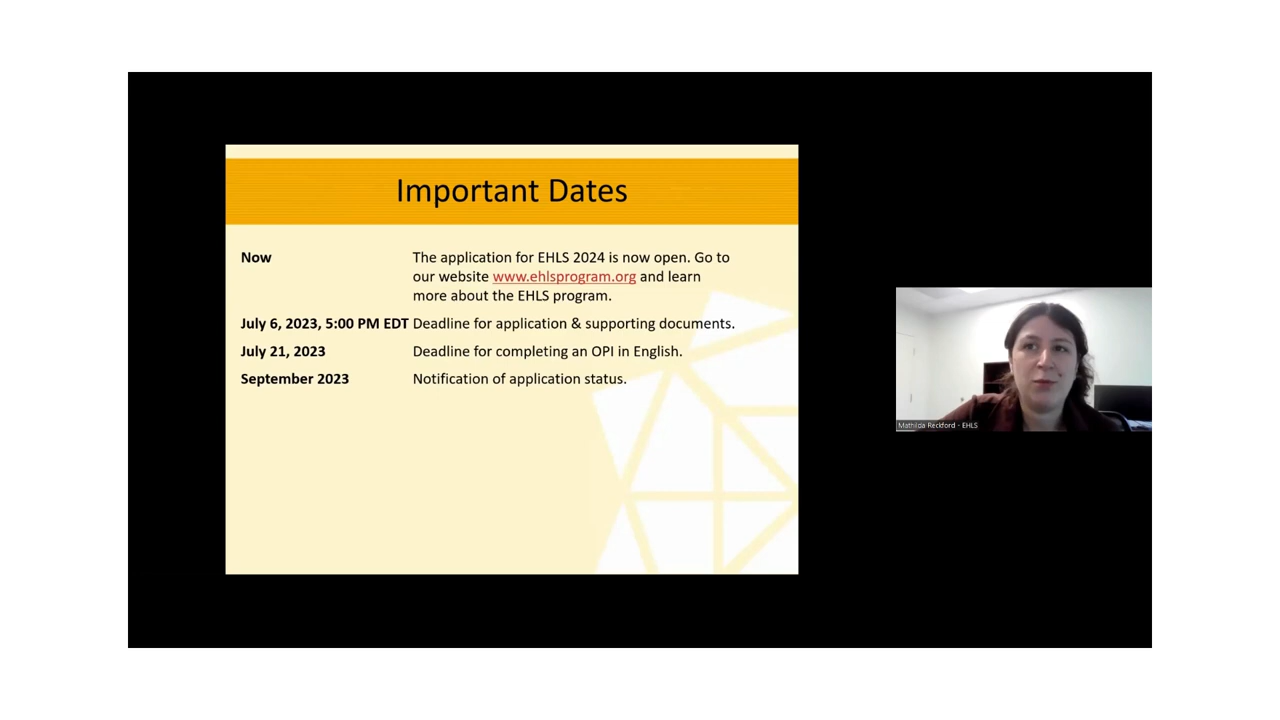 Important Dates
Now
The application for EHLS 2024 is now open. Go to
our website www.ehlsprogram.org and learn
more about the EHLS program.
July 6, 2023, 5:00 PM EDT Deadline for application & supporting documents.
July 21, 2023 Deadline for completing an OPI in English.
September 2023 Notification of application status.
Mathilda Reckford - EHLS